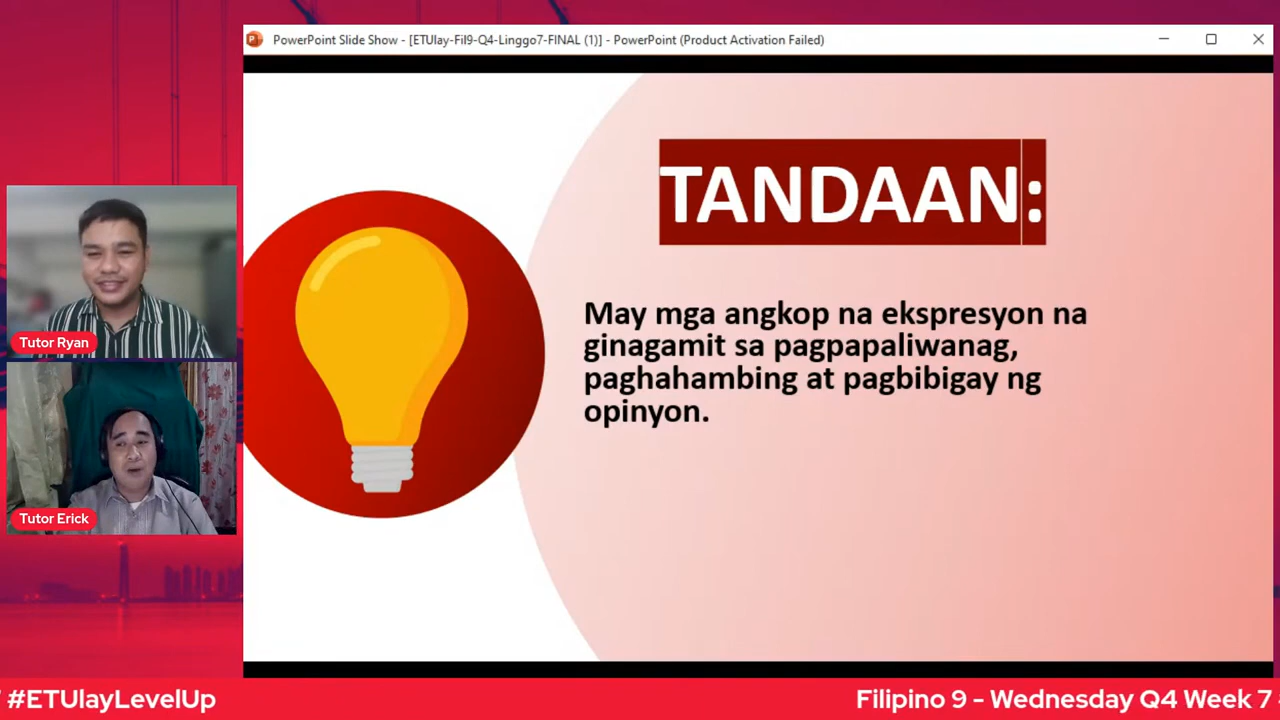 PowerPoint Slide Show - [ETUlay-Fil9-Q4-Linggo7-FINAL (1)] - PowerPoint (Product Activation Failed)
TANDAAN:
May mga angkop na ekspresyon na
ginagamit sa pagpapaliwanag,
paghahambing at pagbibigay ng
opinyon.
Tutor Ryan
Tutor Erick
#ETUlayLevelUp
Filipino 9 - Wednesday Q4 Week 7